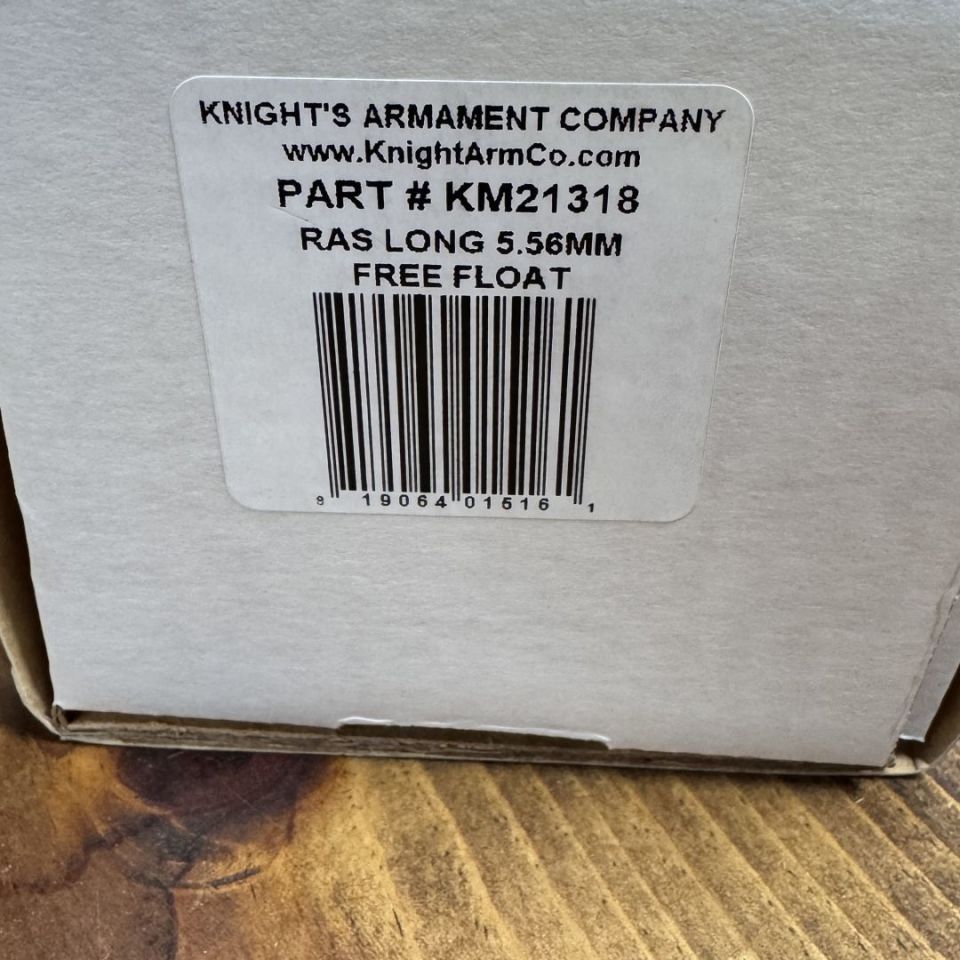 KNIGHT'S ARMAMENT COMPANY
www.KnightArmCo.com
PART # KM21318
RAS LONG 5.56MM
FREE FLOAT
8 19064 01516 1